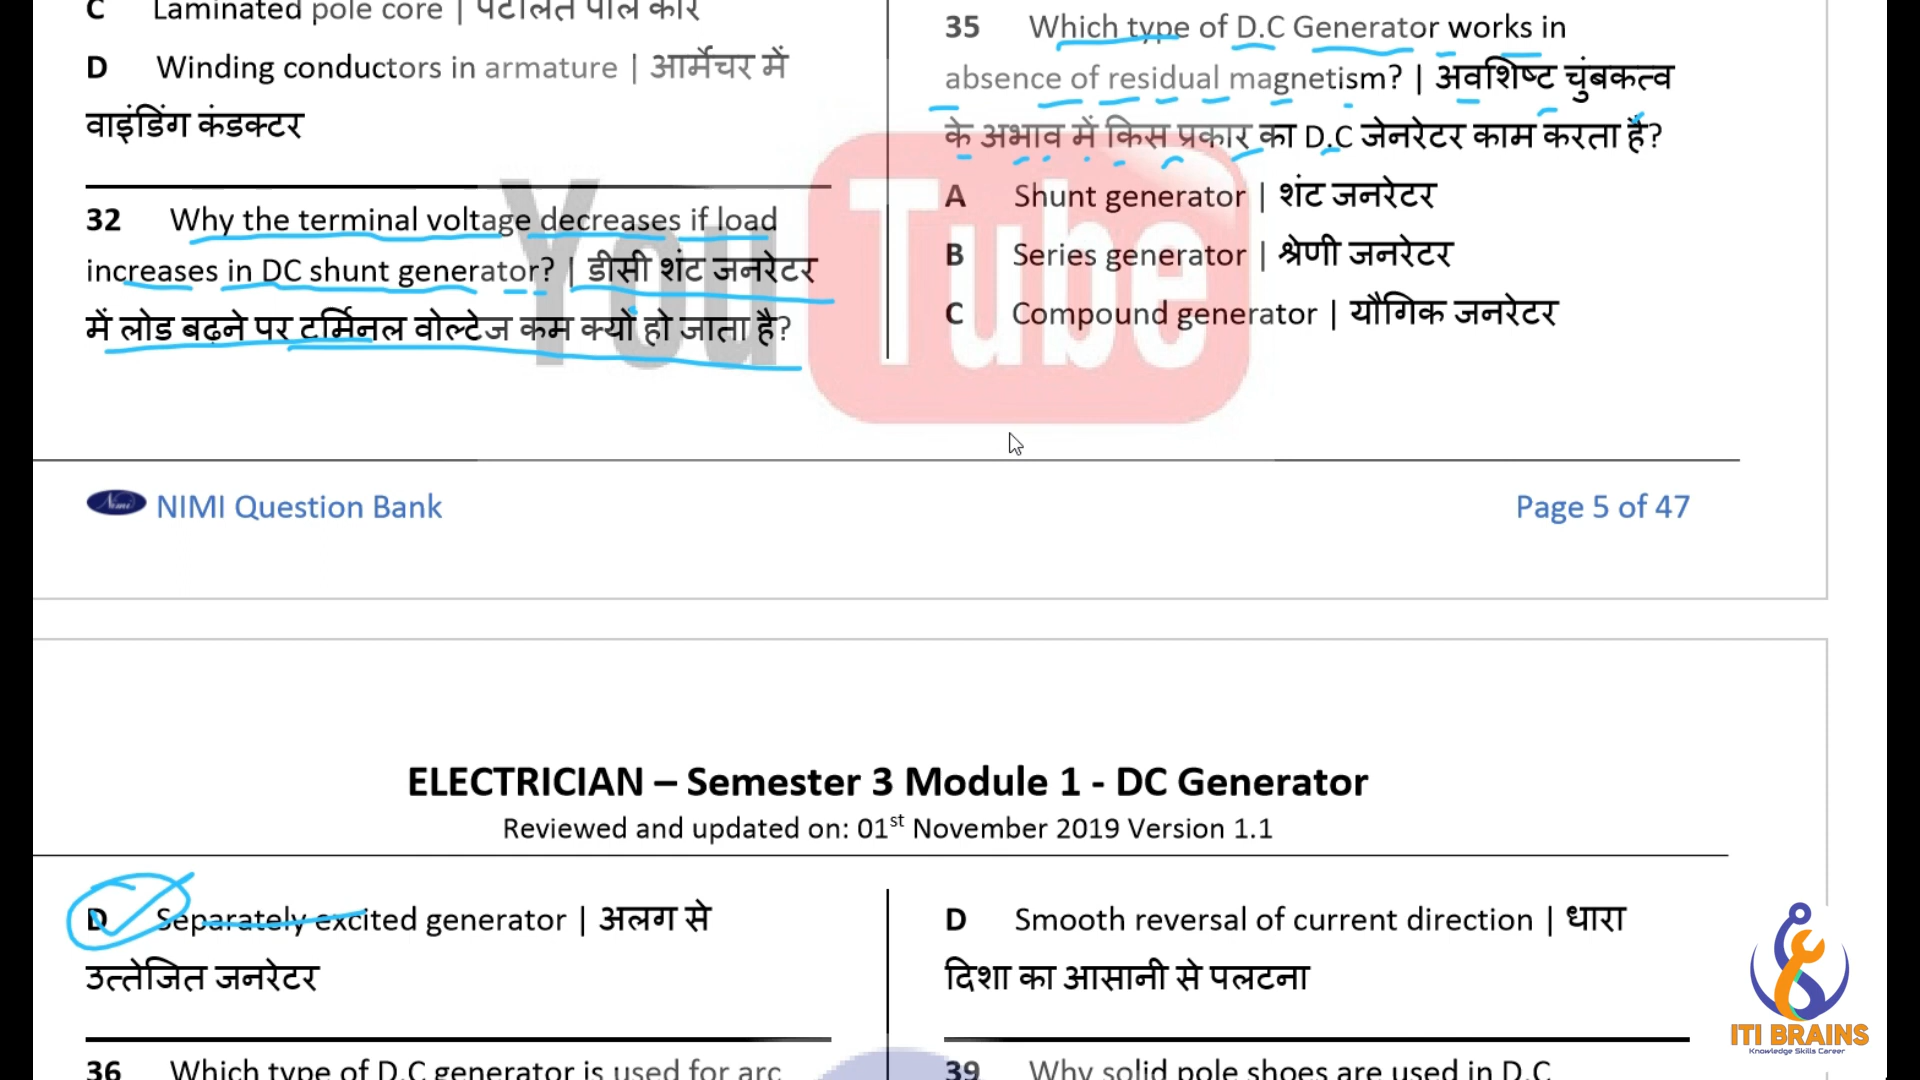 C Laminated pole core | पटलित पोल कोर
D Winding conductors in armature | आर्मेचर में
वाइंडिंग कंडक्टर
32 Why the terminal voltage decreases if load
increases in DC shunt generator? | डीसी शंट जनरेटर
में लोड बढ़ने पर टर्मिनल वोल्टेज कम क्यों हो जाता है?
35 Which type of D.C Generator works in
absence of residual magnetism? | अवशिष्ट चुंबकत्व
के अभाव में किस प्रकार का D.C जेनरेटर काम करता है?
A Shunt generator | शंट जनरेटर
B Series generator | श्रेणी जनरेटर
C Compound generator | यौगिक जनरेटर
YouTube
Nimi NIMI Question Bank
Page 5 of 47
ELECTRICIAN – Semester 3 Module 1 - DC Generator
Reviewed and updated on: 01st November 2019 Version 1.1
D Separately excited generator | अलग से
उत्तेजित जनरेटर
36 Which type of D.C generator is used for arc
D Smooth reversal of current direction | धारा
दिशा का आसानी से पलटना
39 Why solid pole shoes are used in D.C
ITI BRAINS
Knowledge Skills Career